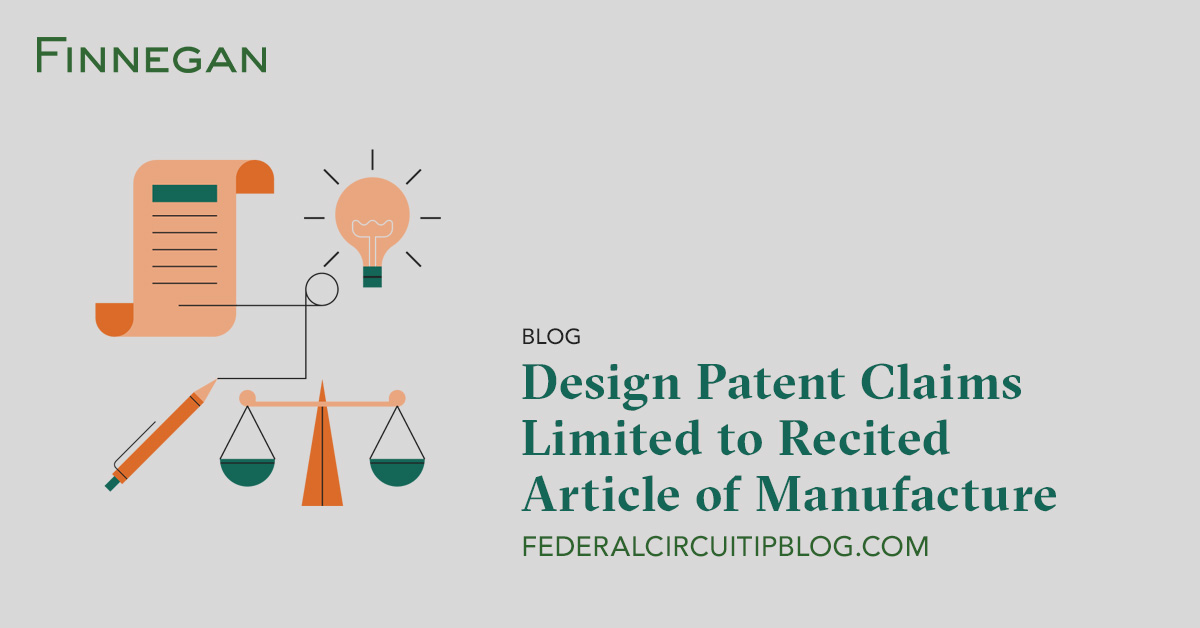 FINNEGAN
BLOG
Design Patent Claims
Limited to Recited
Article of Manufacture
FEDERALCIRCUITIPBLOG.COM